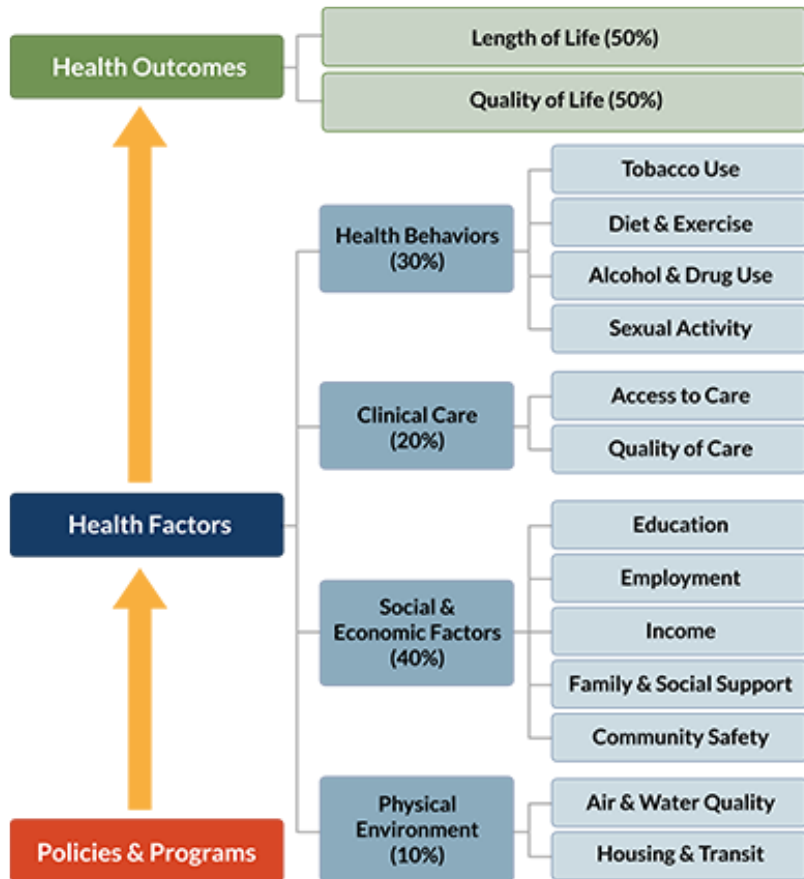 Health Outcomes
Length of Life (50%)
Quality of Life (50%)
Health Behaviors
(30%)
Tobacco Use
Diet & Exercise
Alcohol & Drug Use
Sexual Activity
Clinical Care
(20%)
Access to Care
Quality of Care
Health Factors
Social &
Economic Factors
(40%)
Education
Employment
Income
Family & Social Support
Community Safety
Physical
Environment
(10%)
Air & Water Quality
Housing & Transit
Policies & Programs